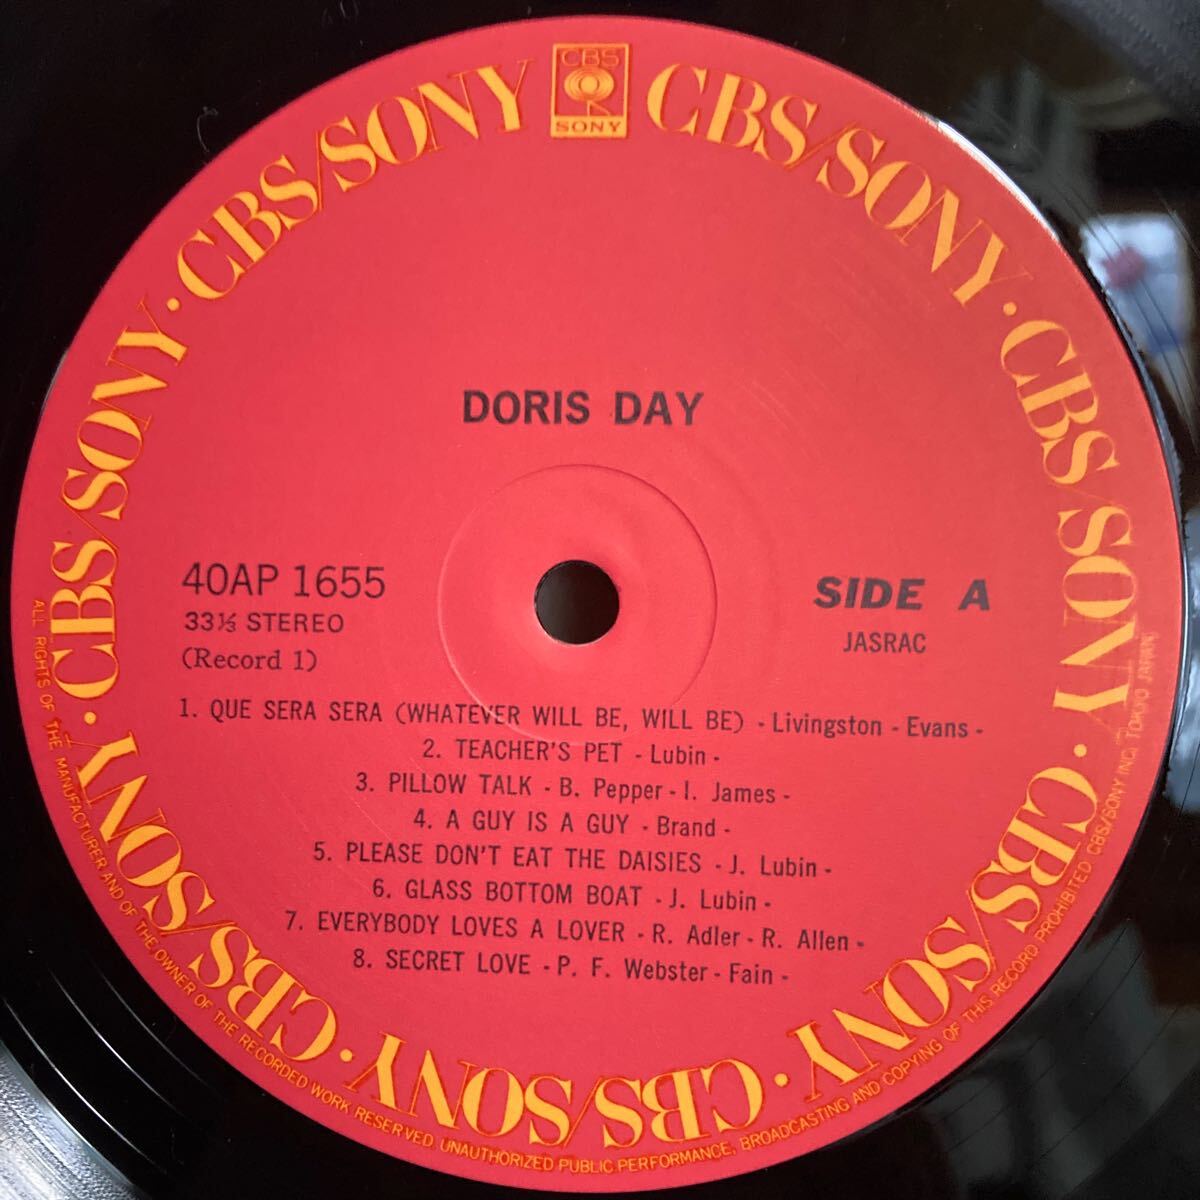 CBS
SONY
CBS/SONY · CBS/SONY · CBS/SONY · CBS/SONY · CBS/SONY · CBS/SONY · CBS/SONY · CBS/SONY
DORIS DAY
40AP 1655
33⅓ STEREO
(Record 1)
SIDE A
JASRAC
1. QUE SERA SERA (WHATEVER WILL BE, WILL BE) - Livingston - Evans -
2. TEACHER'S PET - Lubin -
3. PILLOW TALK - B. Pepper - I. James -
4. A GUY IS A GUY - Brand -
5. PLEASE DON'T EAT THE DAISIES - J. Lubin -
6. GLASS BOTTOM BOAT - J. Lubin -
7. EVERYBODY LOVES A LOVER - R. Adler - R. Allen -
8. SECRET LOVE - P. F. Webster - Fain -
ALL RIGHTS OF THE MANUFACTURER AND OF THE OWNER OF THE RECORDED WORK RESERVED. UNAUTHORIZED PUBLIC PERFORMANCE, BROADCASTING AND COPYING OF THIS RECORD PROHIBITED CBS/SONY INC. TOKYO JAPAN